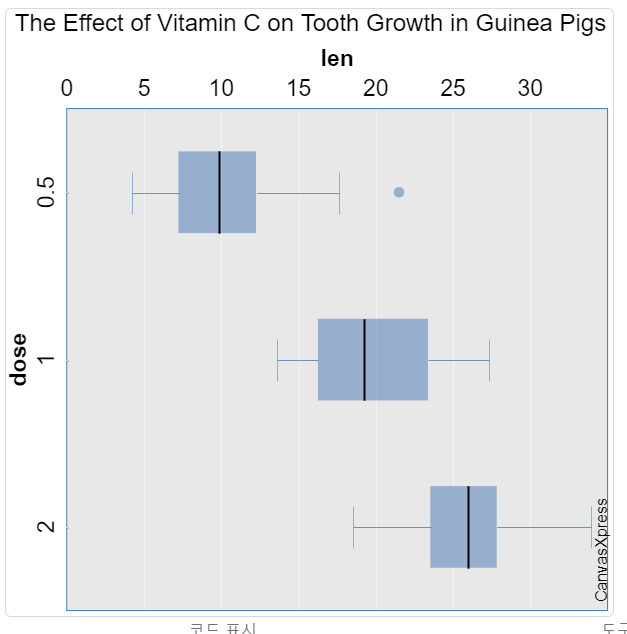 The Effect of Vitamin C on Tooth Growth in Guinea Pigs
len
0 5 10 15 20 25 30
0.5
dose
1
2
CanvasXpress
코드 표시